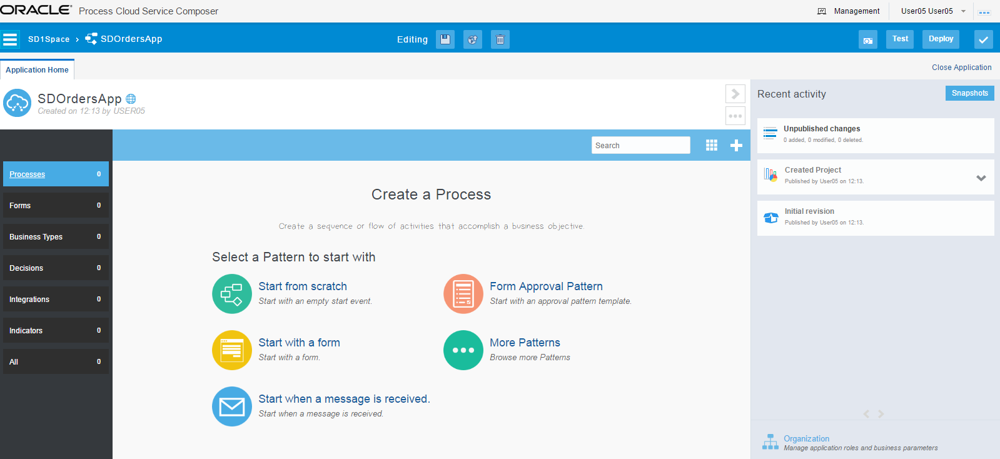 ORACLE® Process Cloud Service Composer
Management
User05 User05
SD1Space › SDOrdersApp
Editing
Test
Deploy
Application Home
Close Application
SDOrdersApp
Created on 12:13 by USER05
Recent activity
Snapshots
Search
Unpublished changes
0 added, 0 modified, 0 deleted.
Created Project
Published by User05 on 12:13.
Initial revision
Published by User05 on 12:13.
Processes 0
Forms 0
Business Types 0
Decisions 0
Integrations 0
Indicators 0
All 0
Create a Process
Create a sequence or flow of activities that accomplish a business objective.
Select a Pattern to start with
Start from scratch
Start with an empty start event.
Form Approval Pattern
Start with an approval pattern template.
Start with a form
Start with a form.
More Patterns
Browse more Patterns
Start when a message is received.
Start when a message is received.
Organization
Manage application roles and business parameters